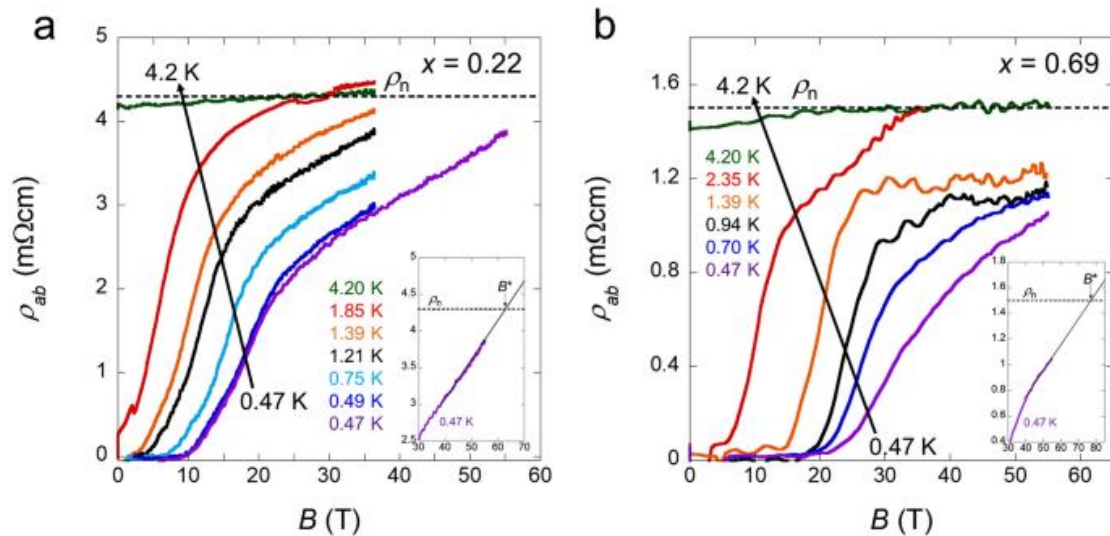 a
x = 0.22
ρn
4.2 K
0.47 K
4.20 K
1.85 K
1.39 K
1.21 K
0.75 K
0.49 K
0.47 K
5
4
3
2
1
0
0 10 20 30 40 50 60
ρab (mΩcm)
B (T)
B*
ρn
0.47 K
5
4.5
4
3.5
3
2.5
30 40 50 60 70
b
x = 0.69
ρn
4.2 K
0.47 K
4.20 K
2.35 K
1.39 K
0.94 K
0.70 K
0.47 K
1.6
1.2
0.8
0.4
0
0 10 20 30 40 50 60
ρab (mΩcm)
B (T)
B*
ρn
0.47 K
1.8
1.6
1.4
1.2
1
0.8
0.6
0.4
30 40 50 60 70 80